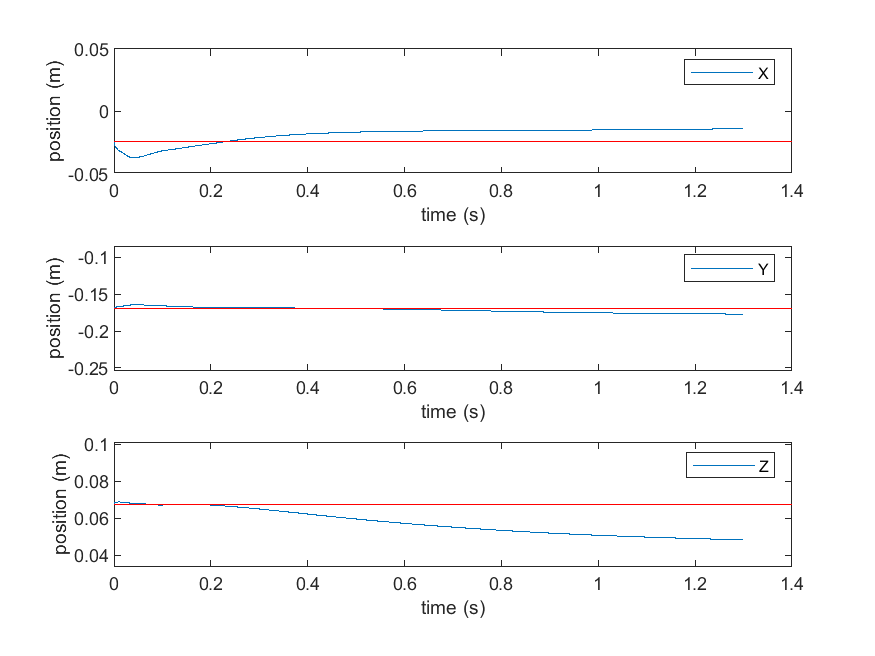 0.05
0
-0.05
position (m)
X
0 0.2 0.4 0.6 0.8 1 1.2 1.4
time (s)
-0.1
-0.15
-0.2
-0.25
position (m)
Y
0 0.2 0.4 0.6 0.8 1 1.2 1.4
time (s)
0.1
0.08
0.06
0.04
position (m)
Z
0 0.2 0.4 0.6 0.8 1 1.2 1.4
time (s)